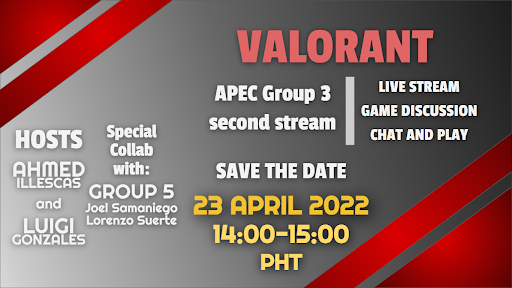 VALORANT
APEC Group 3
second stream
LIVE STREAM
GAME DISCUSSION
CHAT AND PLAY
HOSTS
AHMED
ILLESCAS
and
LUIGI
GONZALES
Special
Collab
with:
GROUP 5
Joel Samaniego
Lorenzo Suerte
SAVE THE DATE
23 APRIL 2022
14:00-15:00
PHT